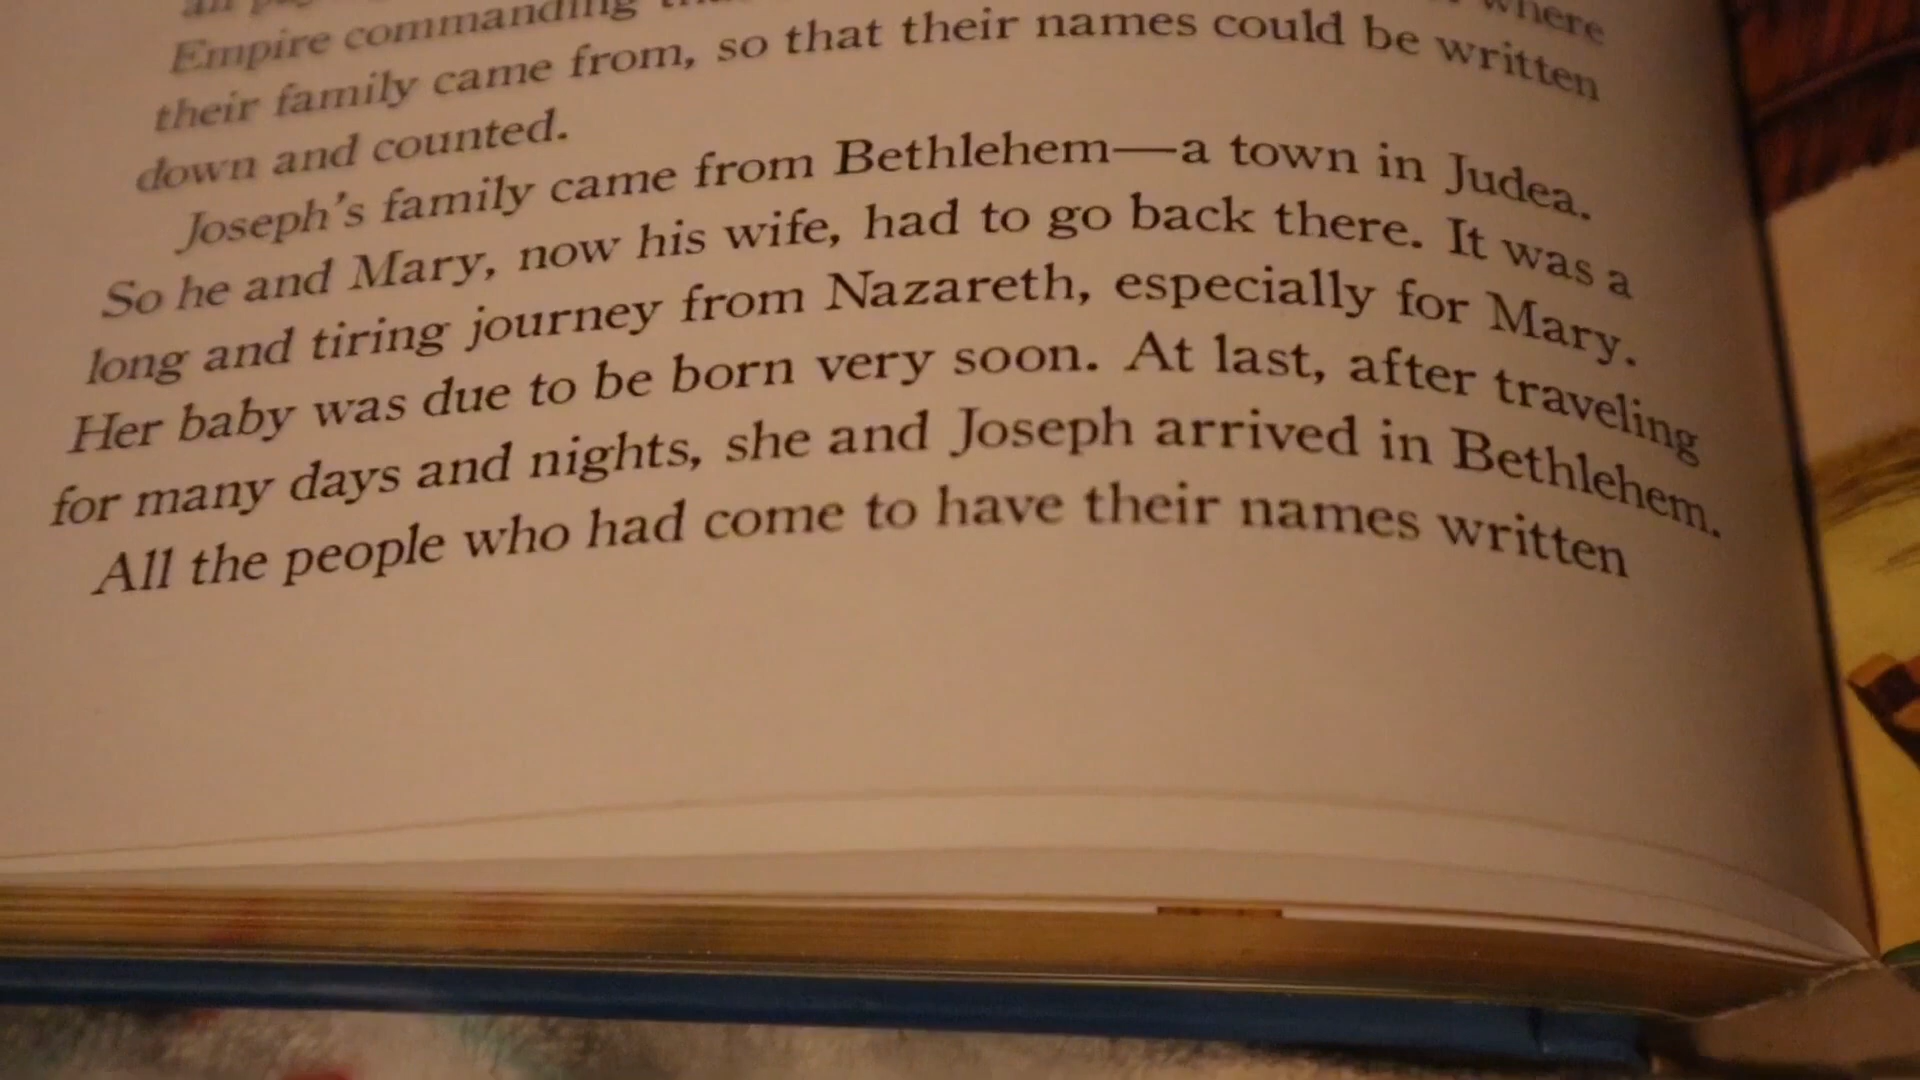 Empire commanding
where
their family came from, so that their names could be written
down and counted.
Joseph's family came from Bethlehem—a town in Judea.
So he and Mary, now his wife, had to go back there. It was a
long and tiring journey from Nazareth, especially for Mary.
Her baby was due to be born very soon. At last, after traveling
for many days and nights, she and Joseph arrived in Bethlehem.
All the people who had come to have their names written